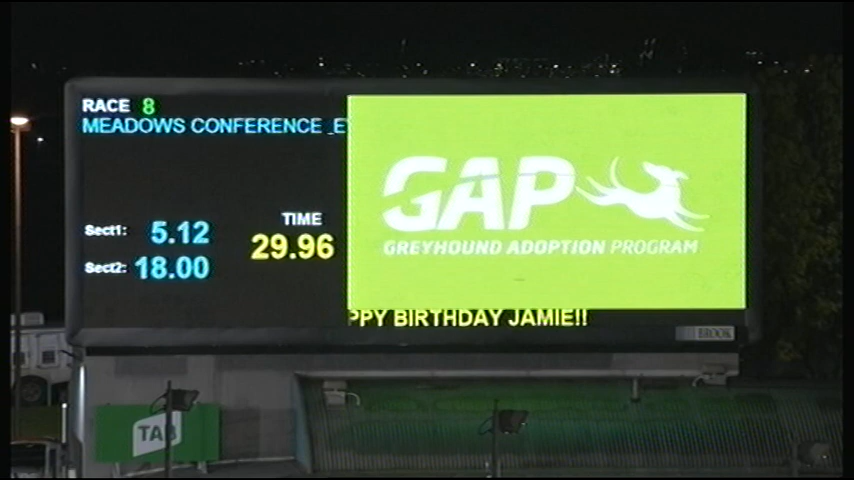 RACE 8
MEADOWS CONFERENCE
Sect1: 5.12
Sect2: 18.00
TIME
29.96
GAP
GREYHOUND ADOPTION PROGRAM
PPY BIRTHDAY JAMIE!!
BROOK
TAB